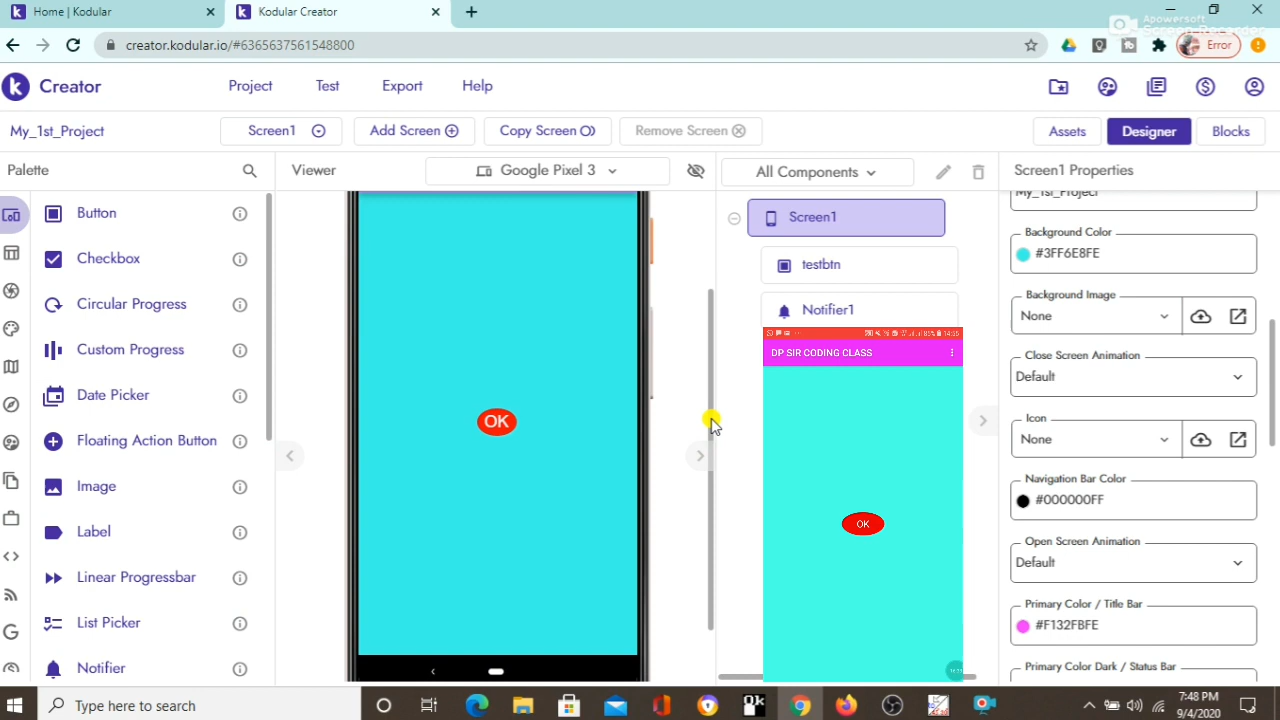 Home | Kodular
Kodular Creator
Apowersoft
Screen Recorder
creator.kodular.io/#6365637561548800
Error
Creator
Project
Test
Export
Help
My_1st_Project
Screen1
Add Screen
Copy Screen
Remove Screen
Assets
Designer
Blocks
Palette
Viewer
Google Pixel 3
All Components
Screen1 Properties
Button
Checkbox
Circular Progress
Custom Progress
Date Picker
Floating Action Button
Image
Label
Linear Progressbar
List Picker
Notifier
OK
Screen1
testbtn
Notifier1
DP SIR CODING CLASS
OK
My_1st_Project
Background Color
#3FF6E8FE
Background Image
None
Close Screen Animation
Default
Icon
None
Navigation Bar Color
#000000FF
Open Screen Animation
Default
Primary Color / Title Bar
#F132FBFE
Primary Color Dark / Status Bar
Type here to search
Ok
7:48 PM
9/4/2020